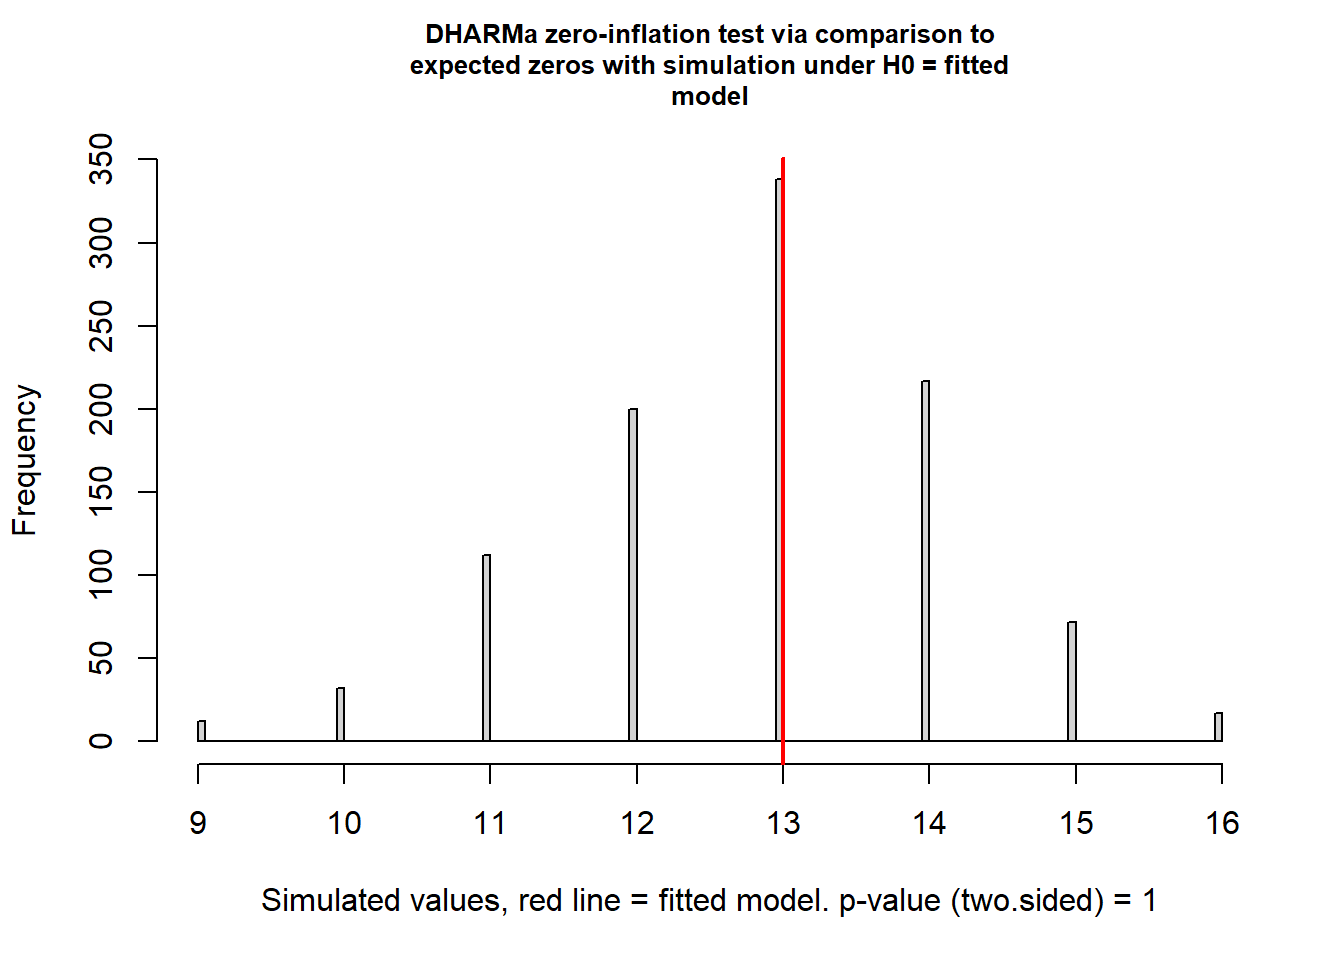 DHARMa zero-inflation test via comparison to
expected zeros with simulation under H0 = fitted
model
350
300
250
200
150
100
50
0
Frequency
9 10 11 12 13 14 15 16
Simulated values, red line = fitted model. p-value (two.sided) = 1